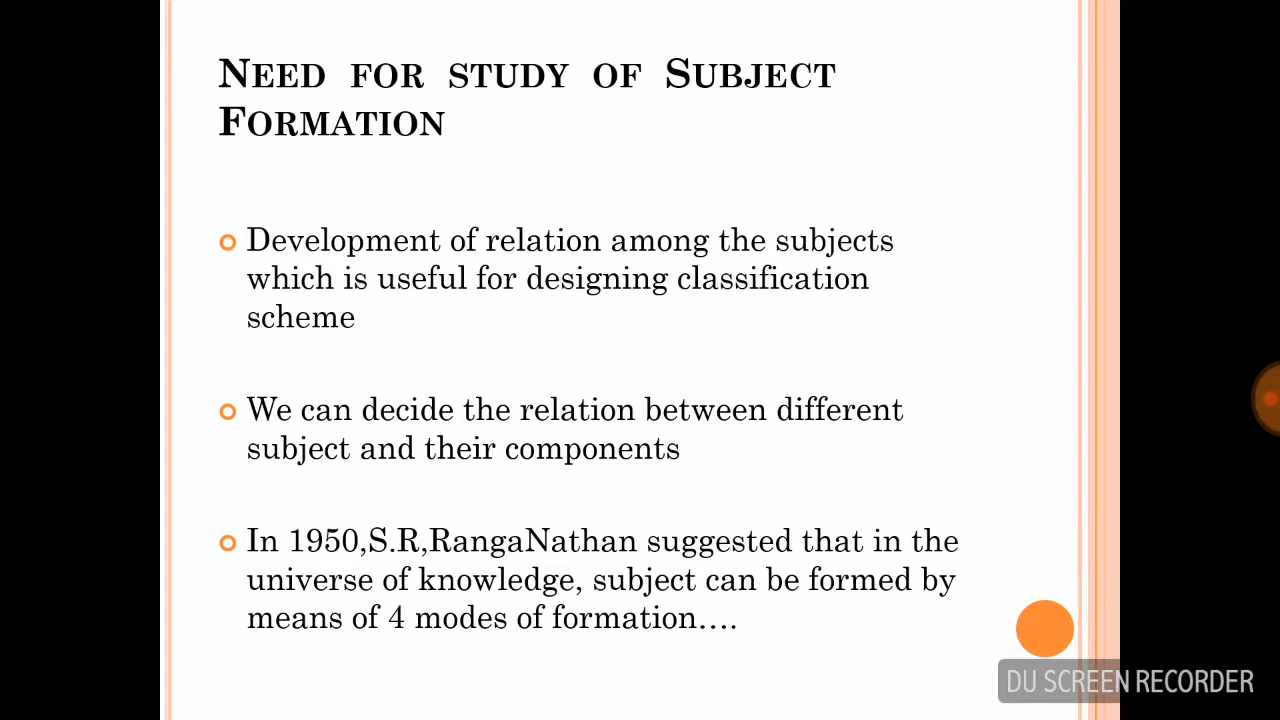 NEED FOR STUDY OF SUBJECT
FORMATION
Development of relation among the subjects
which is useful for designing classification
scheme
We can decide the relation between different
subject and their components
In 1950,S.R,RangaNathan suggested that in the
universe of knowledge, subject can be formed by
means of 4 modes of formation....
DU SCREEN RECORDER